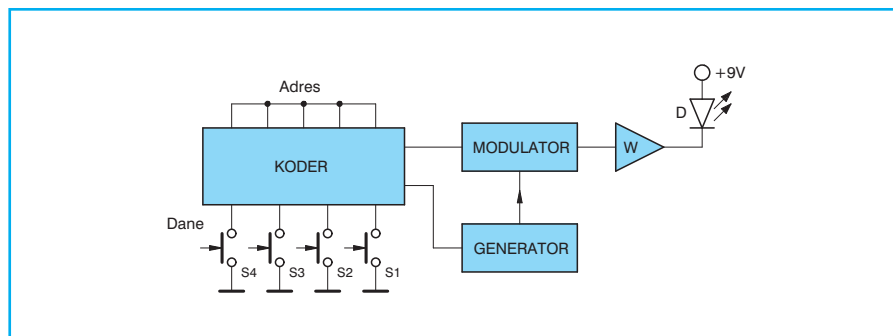 Adres
+9V
D
KODER
MODULATOR
W
Dane
S4
S3
S2
S1
GENERATOR